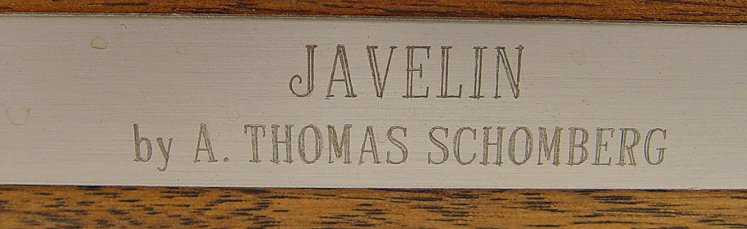 JAVELIN
by A. THOMAS SCHOMBERG